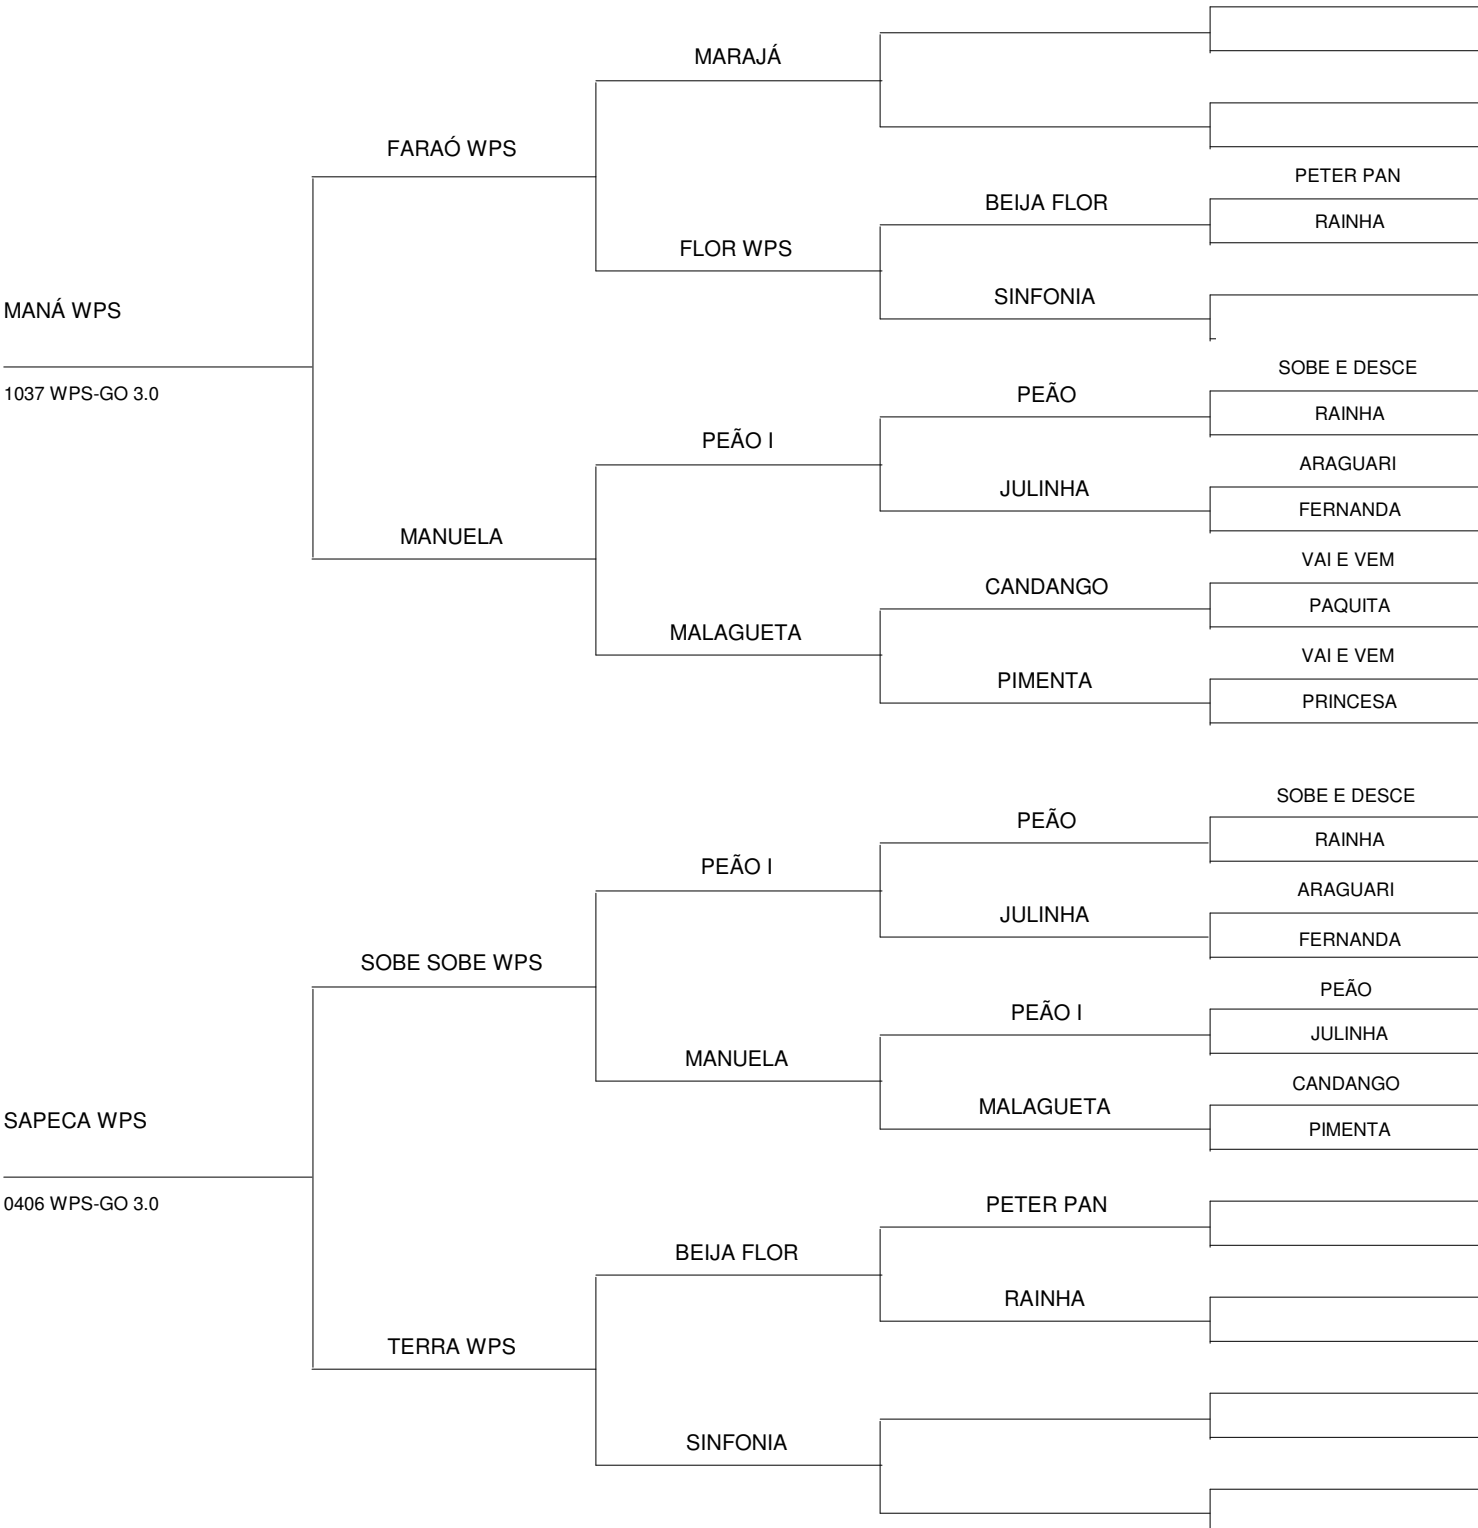 MARAJÁ
FARAÓ WPS
PETER PAN
BEIJA FLOR
RAINHA
FLOR WPS
SINFONIA
MANÁ WPS
SOBE E DESCE
1037 WPS-GO 3.0
PEÃO
RAINHA
PEÃO I
ARAGUARI
JULINHA
FERNANDA
MANUELA
VAI E VEM
CANDANGO
PAQUITA
MALAGUETA
VAI E VEM
PIMENTA
PRINCESA
SOBE E DESCE
PEÃO
RAINHA
PEÃO I
ARAGUARI
JULINHA
FERNANDA
SOBE SOBE WPS
PEÃO
PEÃO I
JULINHA
MANUELA
CANDANGO
MALAGUETA
SAPECA WPS
PIMENTA
0406 WPS-GO 3.0
PETER PAN
BEIJA FLOR
RAINHA
TERRA WPS
SINFONIA